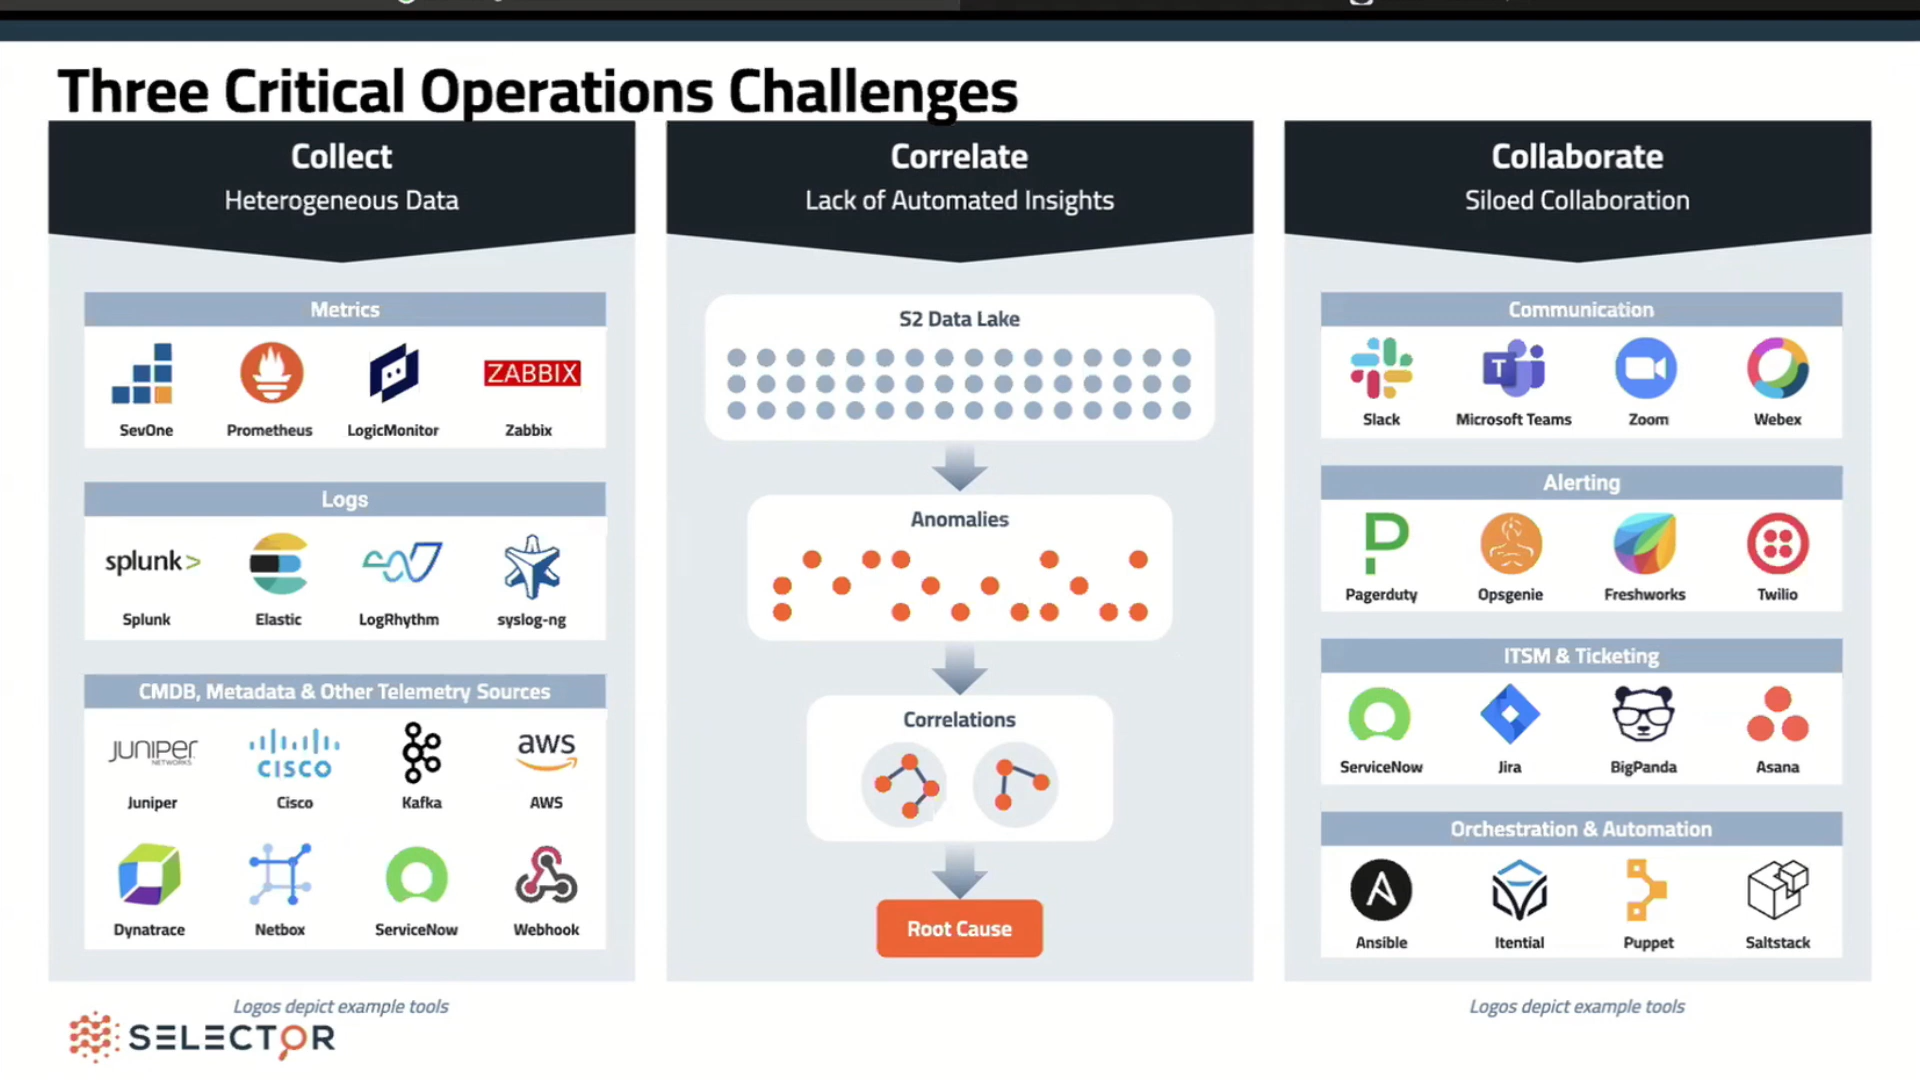 Three Critical Operations Challenges
Collect
Heterogeneous Data
Metrics
ZABBIX
SevOne
Prometheus
LogicMonitor
Zabbix
Logs
splunk>
Splunk
Elastic
LogRhythm
syslog-ng
CMDB, Metadata & Other Telemetry Sources
JUNIPER
NETWORKS
CISCO
aws
Juniper
Cisco
Kafka
AWS
Dynatrace
Netbox
ServiceNow
Webhook
Logos depict example tools
Correlate
Lack of Automated Insights
S2 Data Lake
Anomalies
Correlations
Root Cause
Collaborate
Siloed Collaboration
Communication
T
Slack
Microsoft Teams
Zoom
Webex
Alerting
P
Pagerduty
Opsgenie
Freshworks
Twilio
ITSM & Ticketing
ServiceNow
Jira
BigPanda
Asana
Orchestration & Automation
A
Ansible
Itential
Puppet
Saltstack
Logos depict example tools
SELECTOR